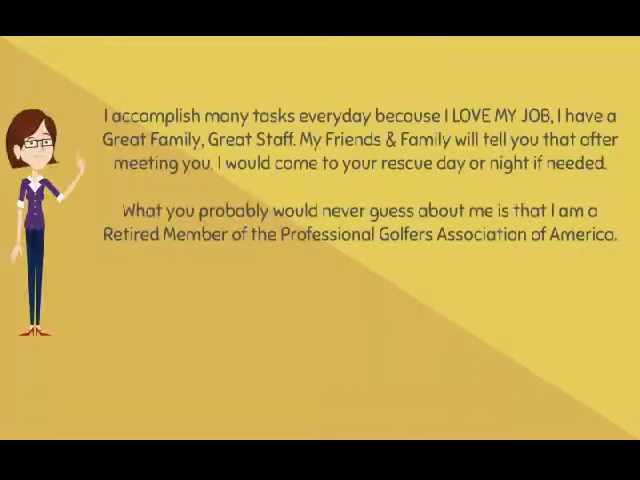 I accomplish many tasks everyday because I LOVE MY JOB, I have a
Great Family, Great Staff. My Friends & Family will tell you that after
meeting you, I would come to your rescue day or night if needed.
What you probably would never guess about me is that I am a
Retired Member of the Professional Golfers Association of America.